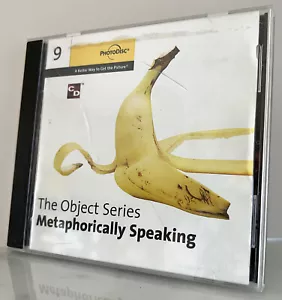 9
PHOTODISC
A Better Way to Get the Picture
CD
The Object Series
Metaphorically Speaking